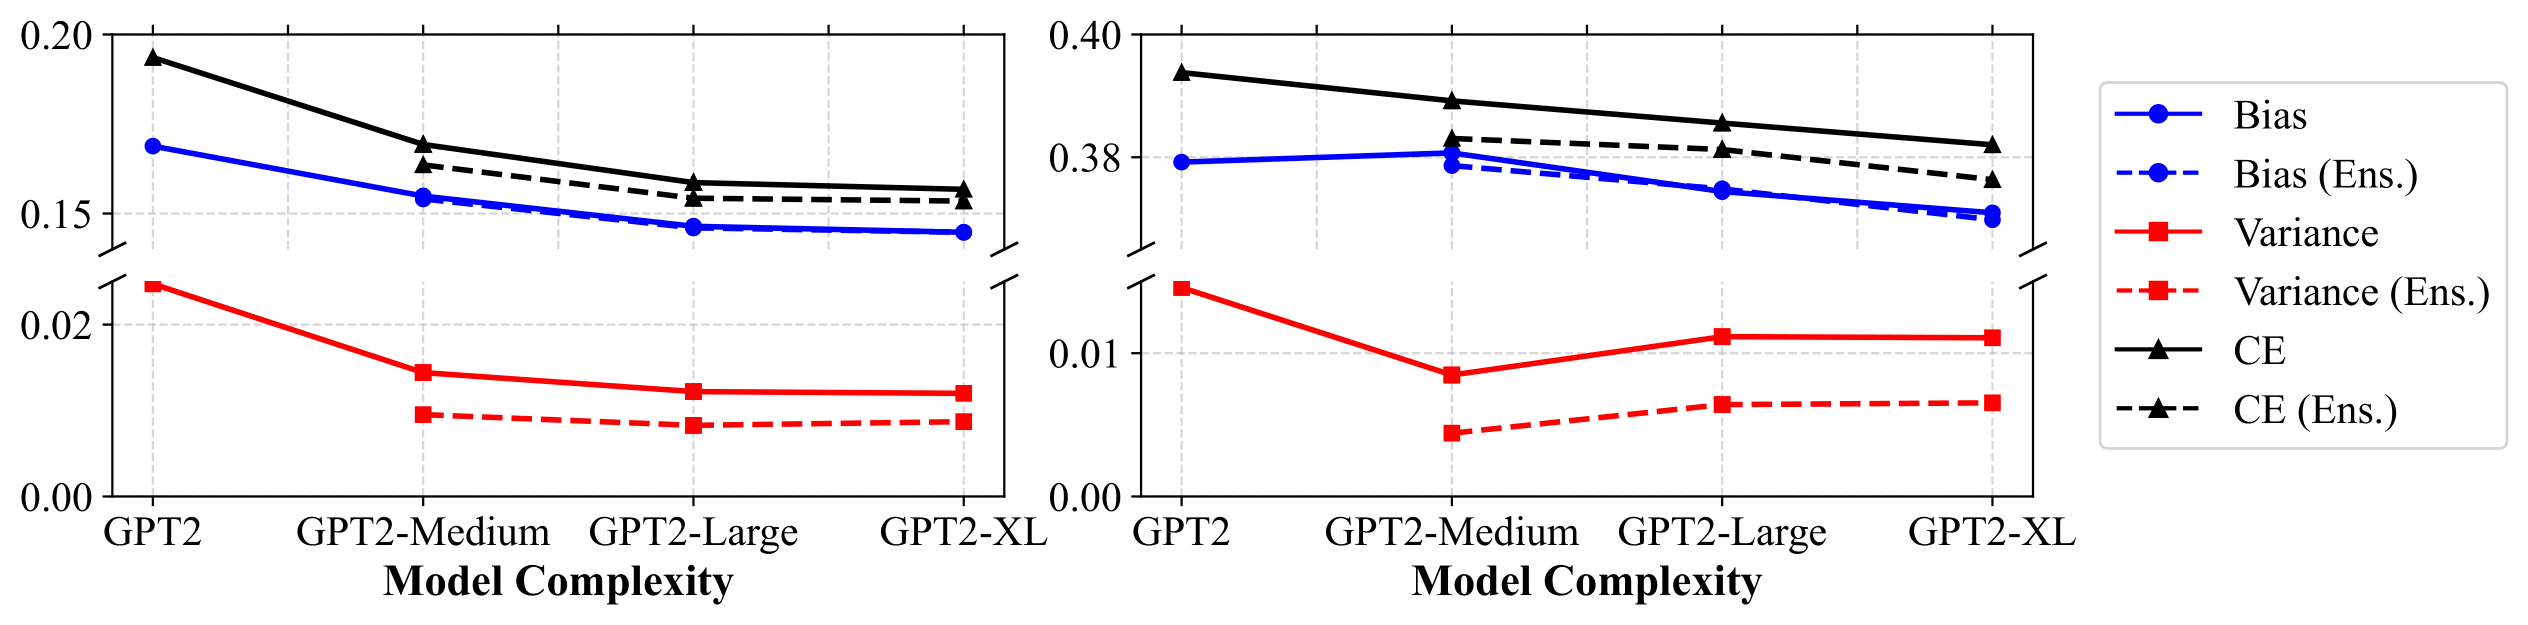 0.20
0.15
0.02
0.00
GPT2 GPT2-Medium GPT2-Large GPT2-XL
Model Complexity
0.40
0.38
0.01
0.00
GPT2 GPT2-Medium GPT2-Large GPT2-XL
Model Complexity
Bias
Bias (Ens.)
Variance
Variance (Ens.)
CE
CE (Ens.)